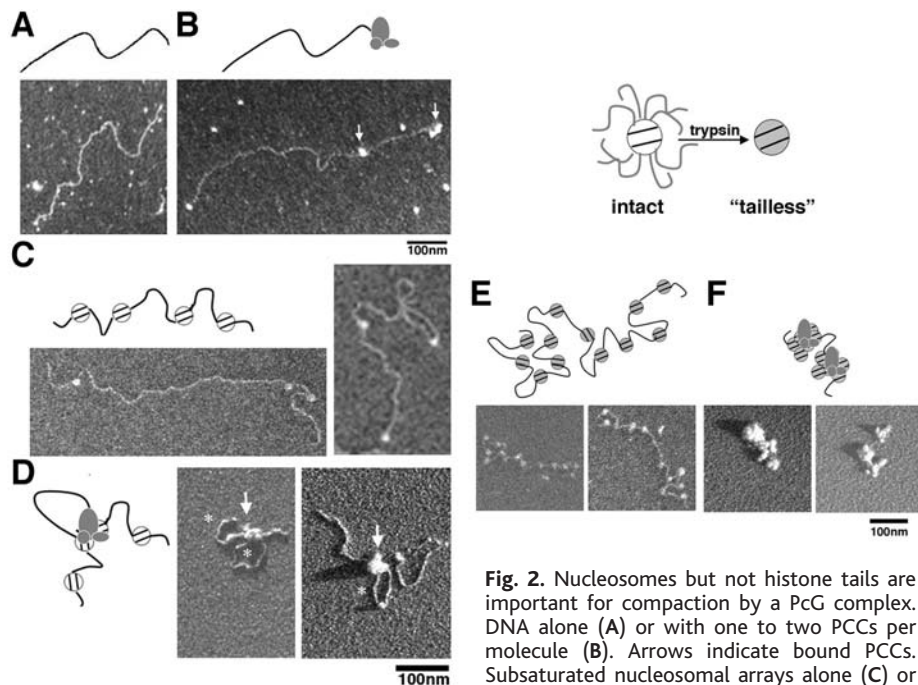 A
B
trypsin
intact
"tailless"
100nm
C
E
F
D
100nm
100nm
Fig. 2. Nucleosomes but not histone tails are
important for compaction by a PcG complex.
DNA alone (A) or with one to two PCCs per
molecule (B). Arrows indicate bound PCCs.
Subsaturated nucleosomal arrays alone (C) or